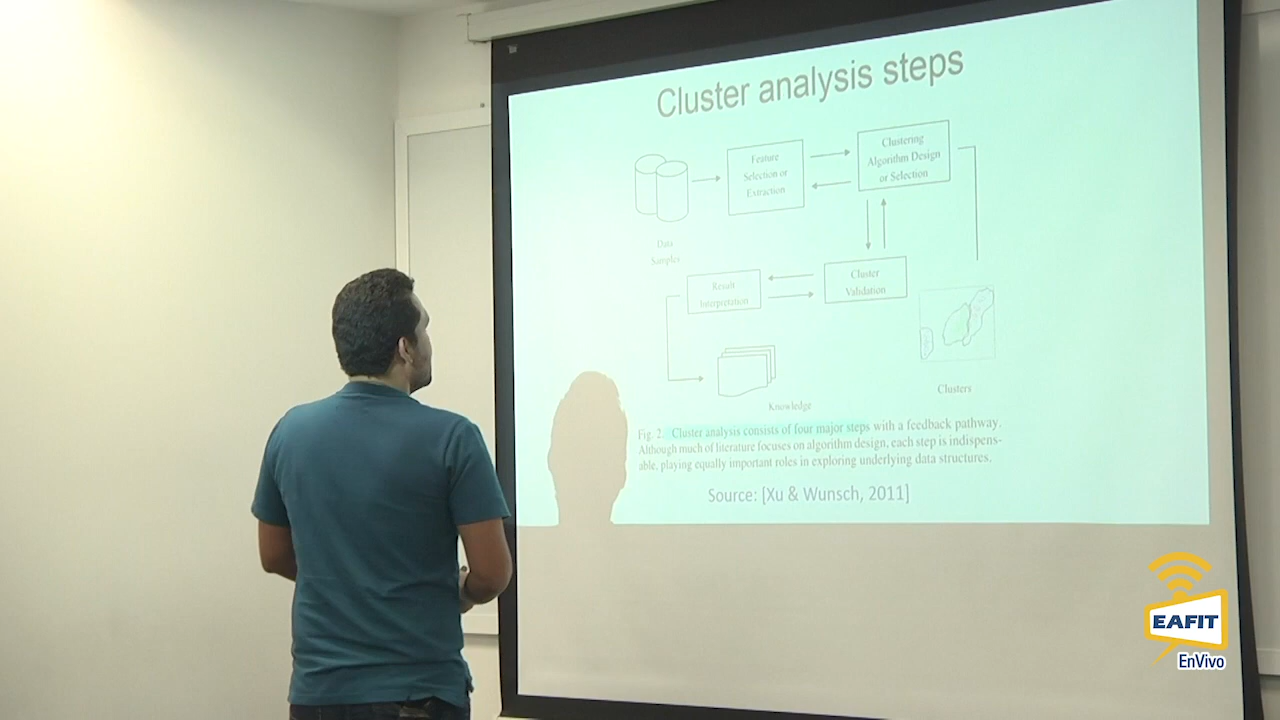 Cluster analysis steps
Feature
Selection or
Extraction
Clustering
Algorithm Design
or Selection
Data
Samples
Result
Interpretation
Cluster
Validation
Knowledge
Clusters
Fig. 2. Cluster analysis consists of four major steps with a feedback pathway.
Although much of literature focuses on algorithm design, each step is indispens-
able, playing equally important roles in exploring underlying data structures.
Source: [Xu & Wunsch, 2011]
EAFIT
EnVivo